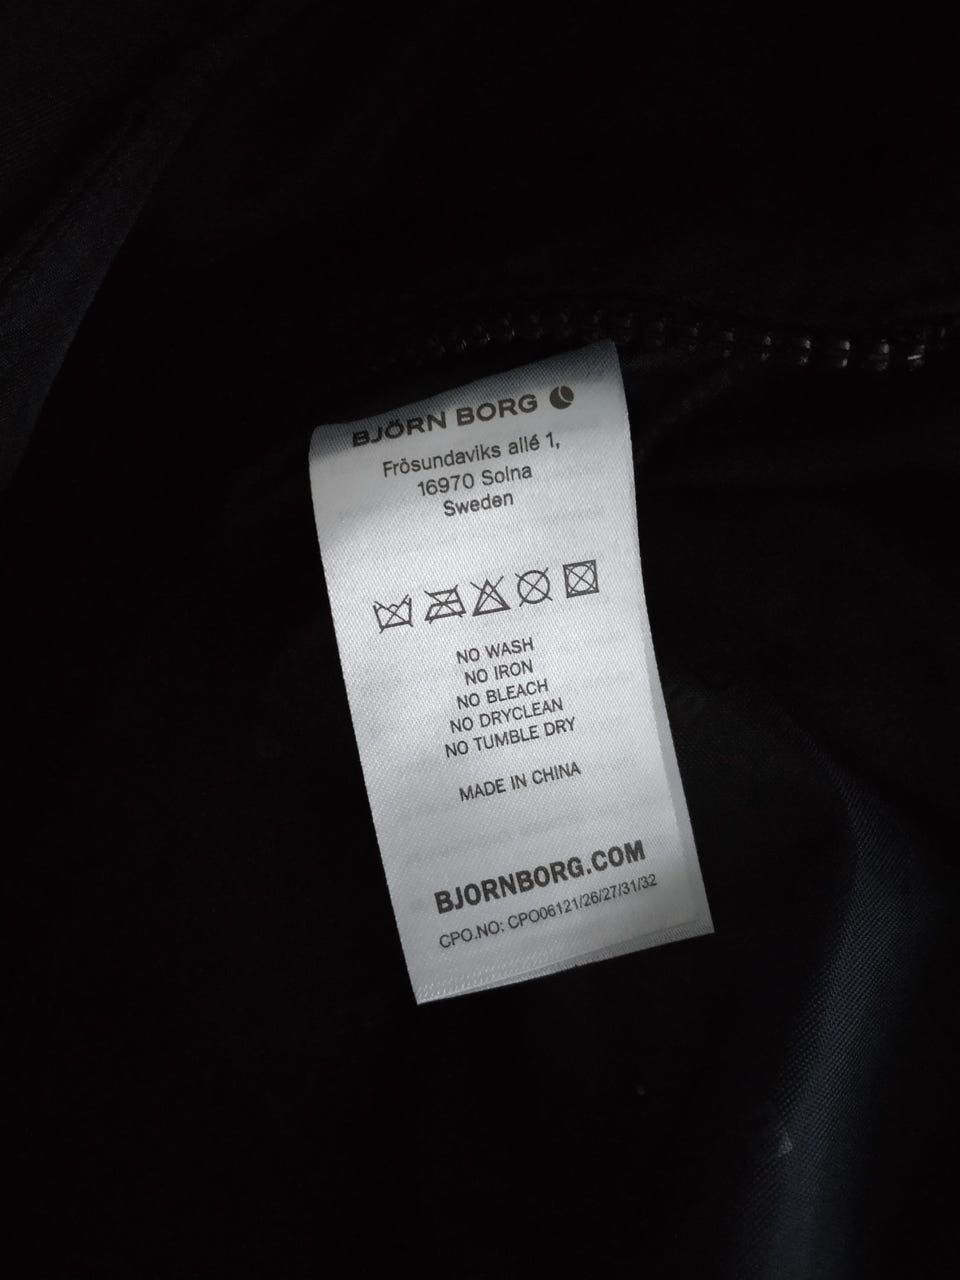 BJÖRN BORG
Frösundaviks allé 1,
16970 Solna
Sweden
NO WASH
NO IRON
NO BLEACH
NO DRYCLEAN
NO TUMBLE DRY
MADE IN CHINA
BJORNBORG.COM
CPO.NO: CPO06121/26/27/31/32